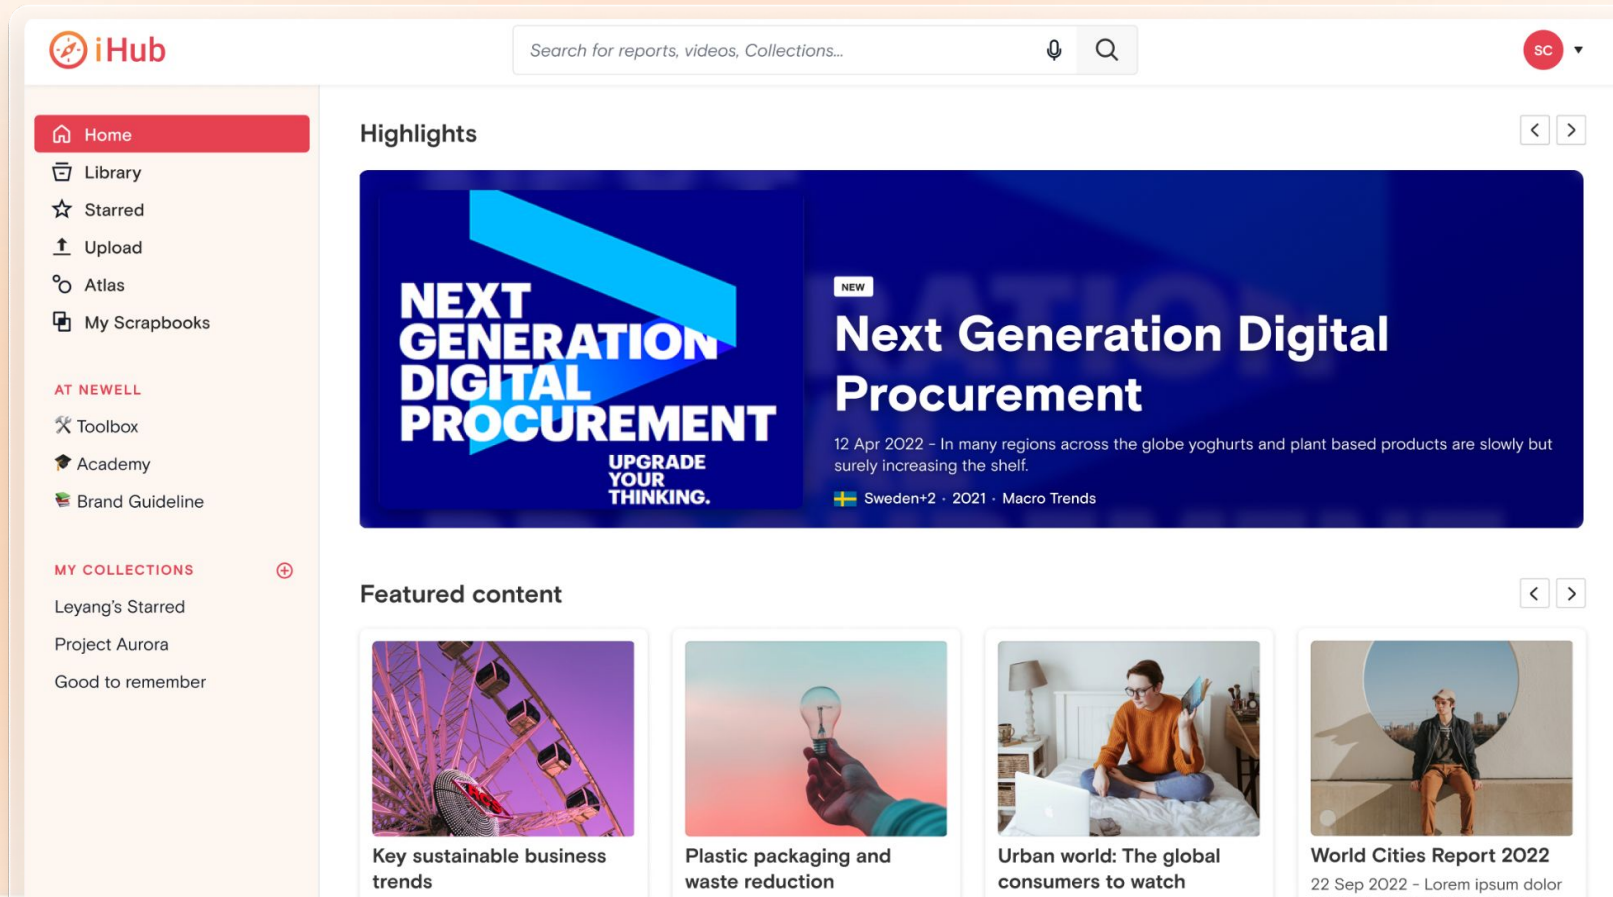 iHub
Search for reports, videos, Collections...
SC
Home
Library
Starred
Upload
Atlas
My Scrapbooks
AT NEWELL
Toolbox
Academy
Brand Guideline
MY COLLECTIONS
Leyang's Starred
Project Aurora
Good to remember
Highlights
NEXT
GENERATION
DIGITAL
PROCUREMENT
UPGRADE
YOUR
THINKING.
NEW
Next Generation Digital
Procurement
12 Apr 2022 - In many regions across the globe yoghurts and plant based products are slowly but
surely increasing the shelf.
Sweden+2 · 2021 · Macro Trends
Featured content
Key sustainable business
trends
Plastic packaging and
waste reduction
Urban world: The global
consumers to watch
World Cities Report 2022
22 Sep 2022 - Lorem ipsum dolor